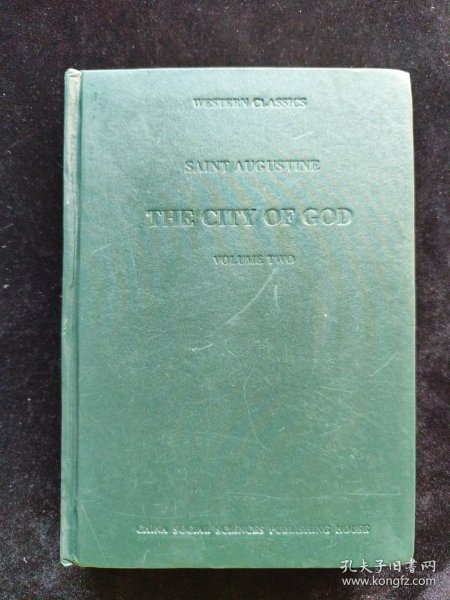 WESTERN CLASSICS
SAINT AUGUSTINE
THE CITY OF GOD
VOLUME TWO
CHINA SOCIAL SCIENCES PUBLISHING HOUSE
孔夫子旧书网
www.kongfz.com